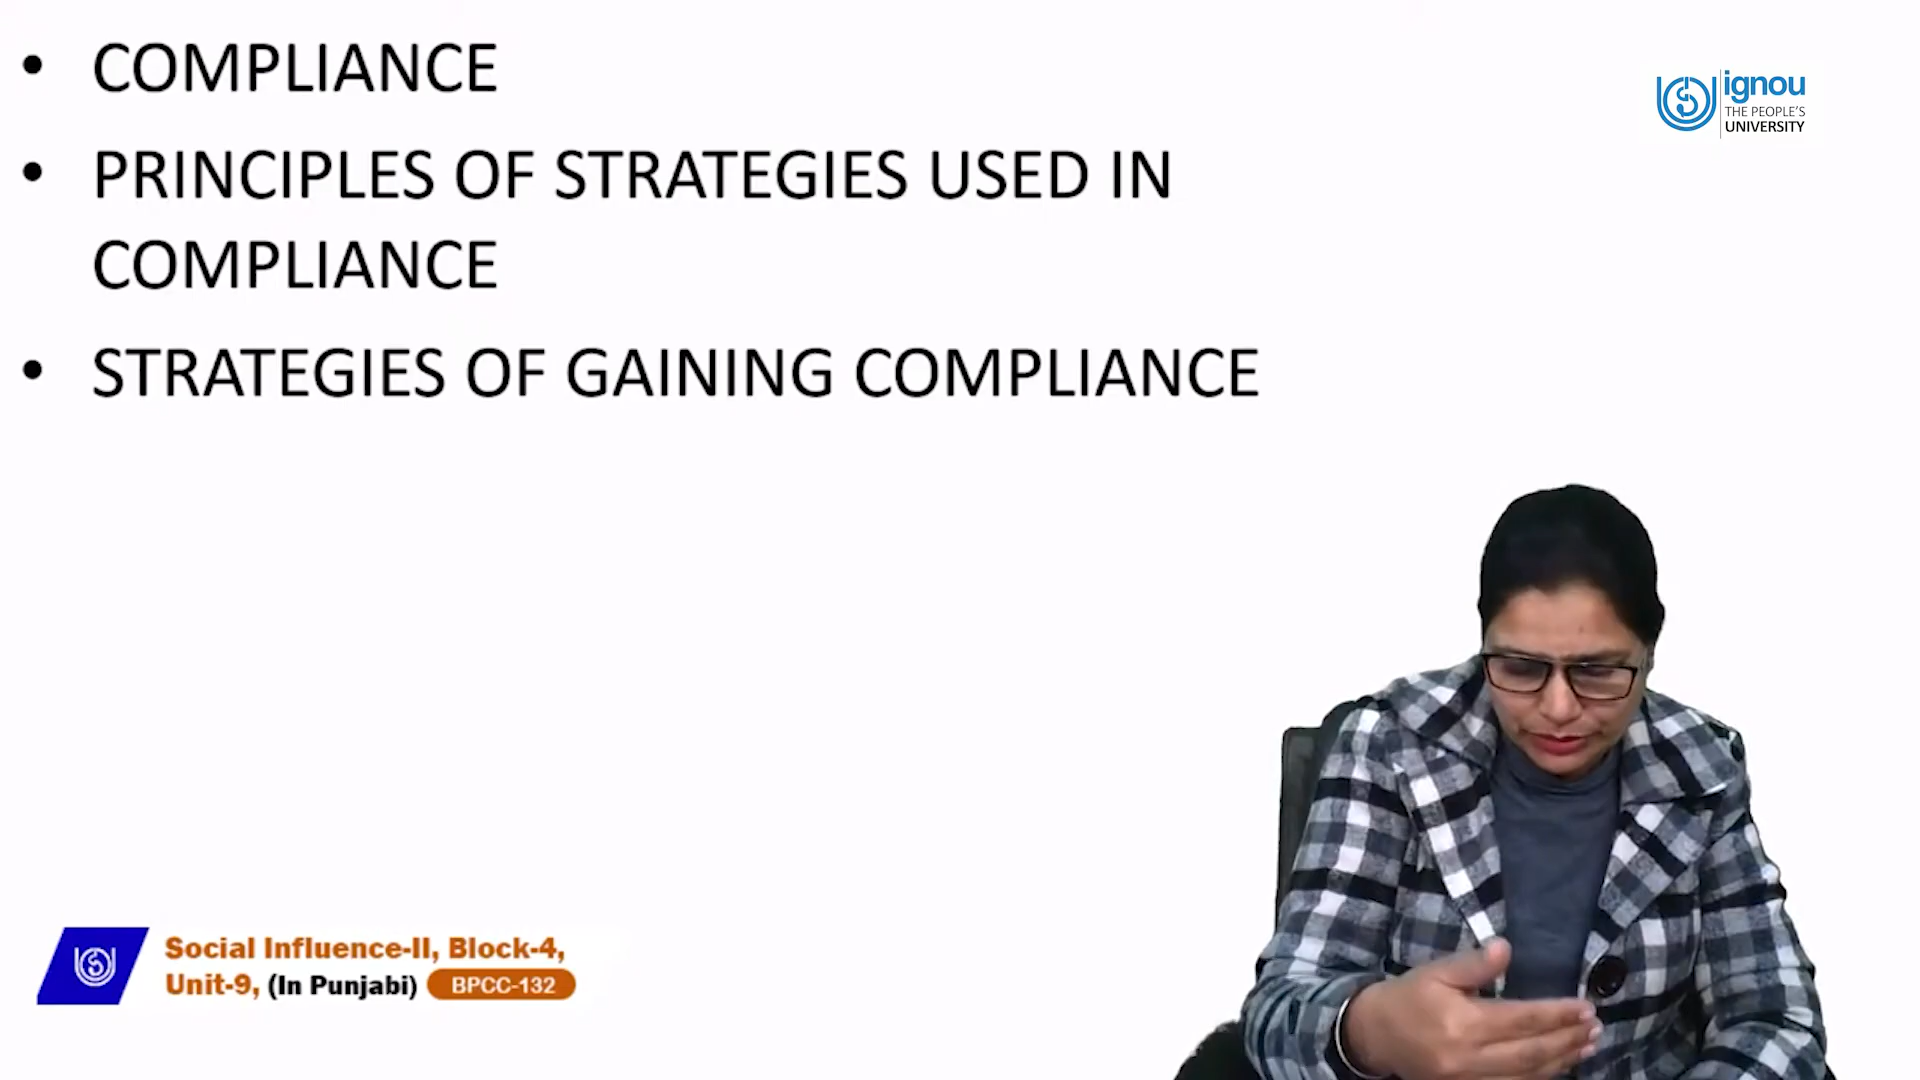 • COMPLIANCE
• PRINCIPLES OF STRATEGIES USED IN
COMPLIANCE
• STRATEGIES OF GAINING COMPLIANCE
ignou
THE PEOPLE'S
UNIVERSITY
Social Influence-II, Block-4,
Unit-9, (In Punjabi) BPCC-132